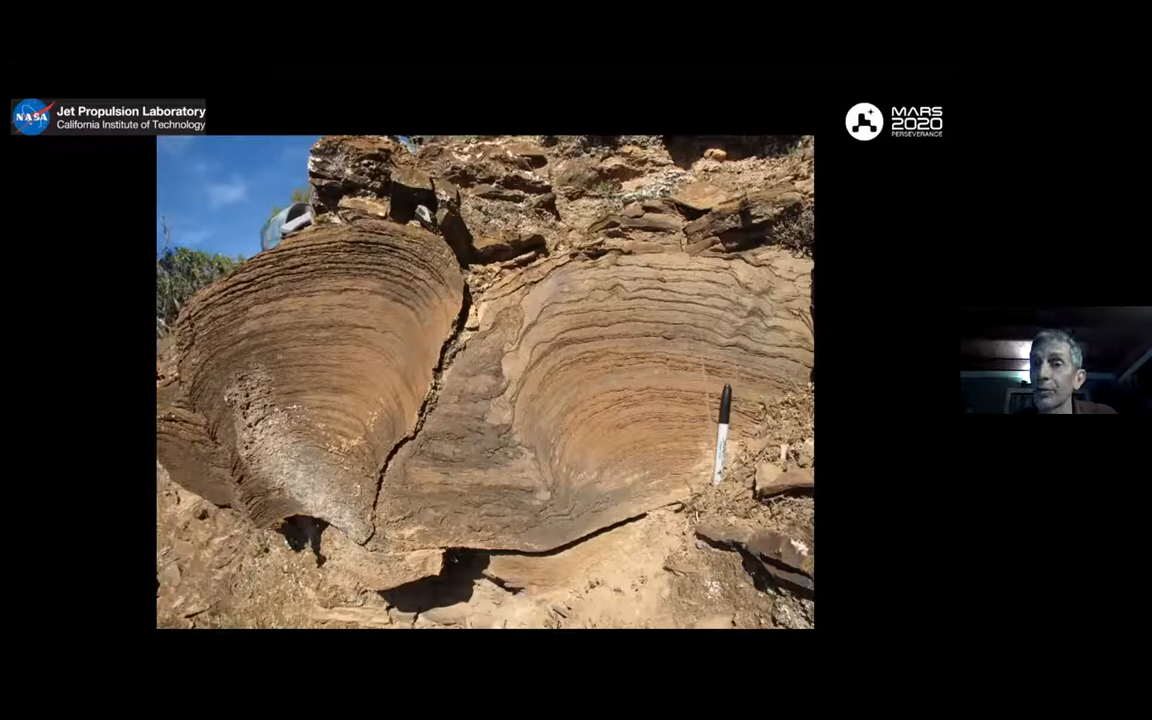 NASA
Jet Propulsion Laboratory
California Institute of Technology
MARS
2020
PERSEVERANCE